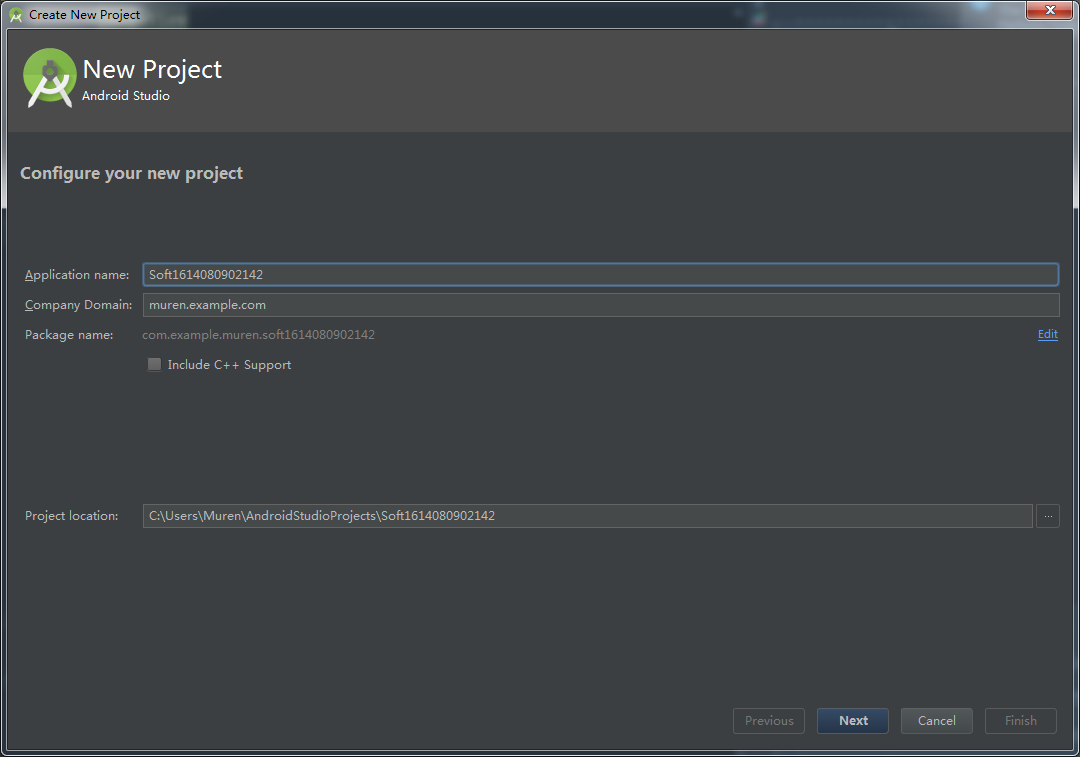 Create New Project
New Project
Android Studio
Configure your new project
Application name: Soft1614080902142
Company Domain: muren.example.com
Package name: com.example.muren.soft1614080902142 Edit
Include C++ Support
Project location: C:\Users\Muren\AndroidStudioProjects\Soft1614080902142 ...
Previous Next Cancel Finish